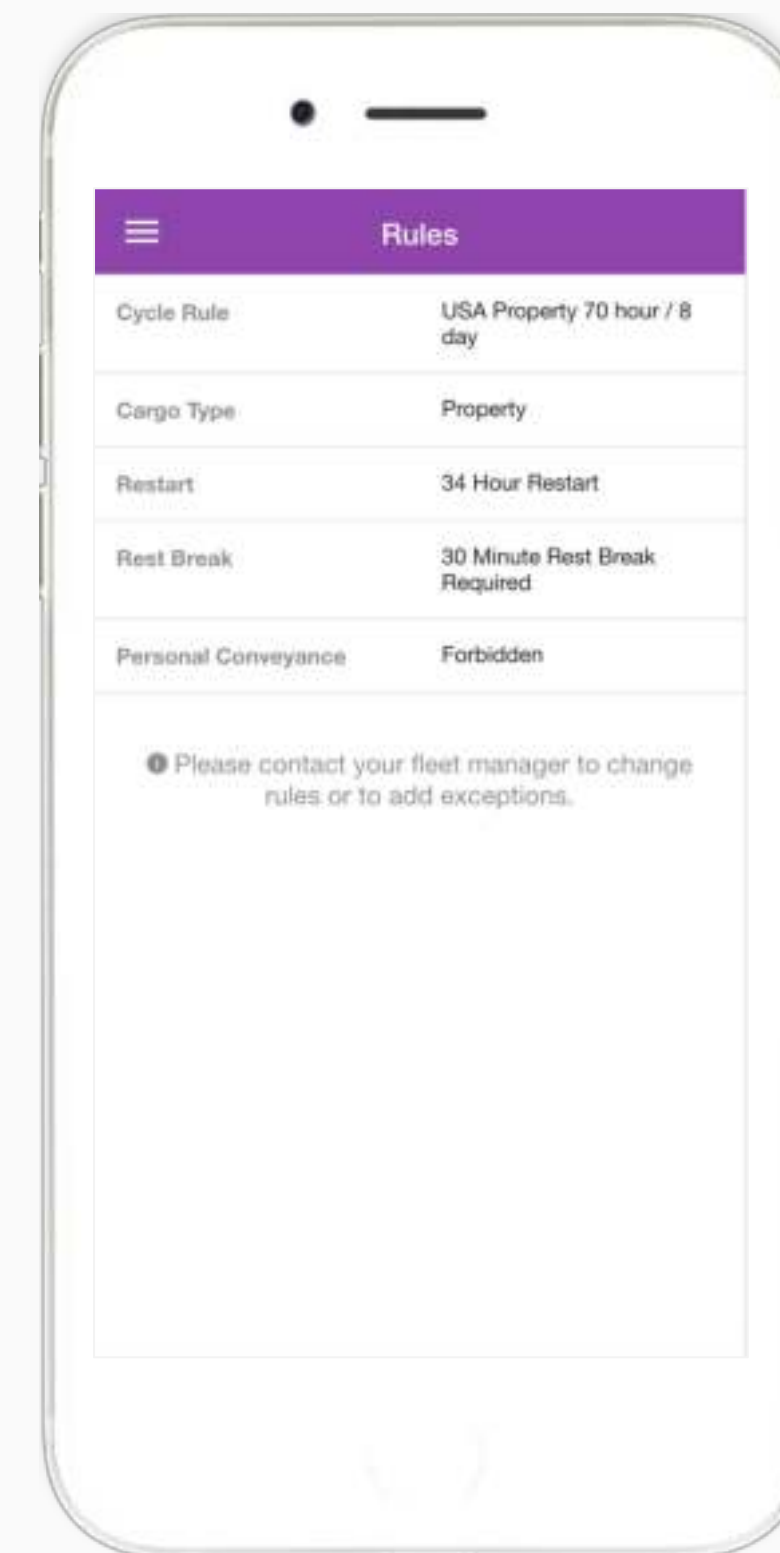 Rules
Cycle Rule
USA Property 70 hour / 8
day
Cargo Type
Property
Restart
34 Hour Restart
Rest Break
30 Minute Rest Break
Required
Personal Conveyance
Forbidden
Please contact your fleet manager to change
rules or to add exceptions.